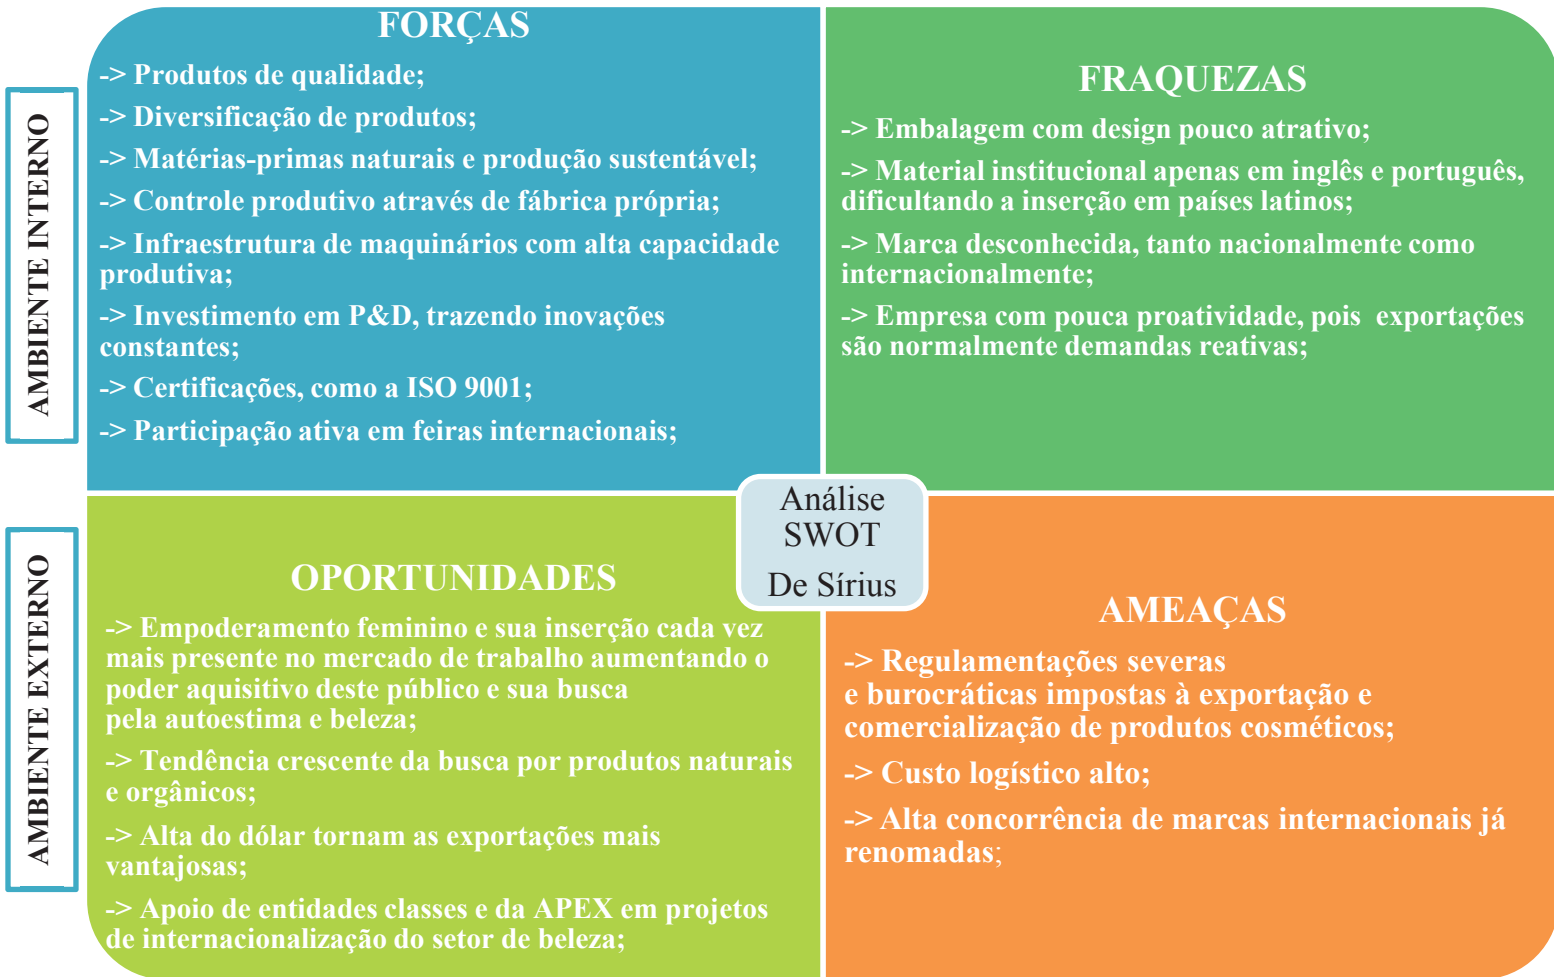 AMBIENTE INTERNO
FORÇAS
-> Produtos de qualidade;
-> Diversificação de produtos;
-> Matérias-primas naturais e produção sustentável;
-> Controle produtivo através de fábrica própria;
-> Infraestrutura de maquinários com alta capacidade
produtiva;
-> Investimento em P&D, trazendo inovações
constantes;
-> Certificações, como a ISO 9001;
-> Participação ativa em feiras internacionais;
FRAQUEZAS
-> Embalagem com design pouco atrativo;
-> Material institucional apenas em inglês e português,
dificultando a inserção em países latinos;
-> Marca desconhecida, tanto nacionalmente como
internacionalmente;
-> Empresa com pouca proatividade, pois exportações
são normalmente demandas reativas;
Análise
SWOT
De Sírius
AMBIENTE EXTERNO
OPORTUNIDADES
-> Empoderamento feminino e sua inserção cada vez
mais presente no mercado de trabalho aumentando o
poder aquisitivo deste público e sua busca
pela autoestima e beleza;
-> Tendência crescente da busca por produtos naturais
e orgânicos;
-> Alta do dólar tornam as exportações mais
vantajosas;
-> Apoio de entidades classes e da APEX em projetos
de internacionalização do setor de beleza;
AMEAÇAS
-> Regulamentações severas
e burocráticas impostas à exportação e
comercialização de produtos cosméticos;
-> Custo logístico alto;
-> Alta concorrência de marcas internacionais já
renomadas;